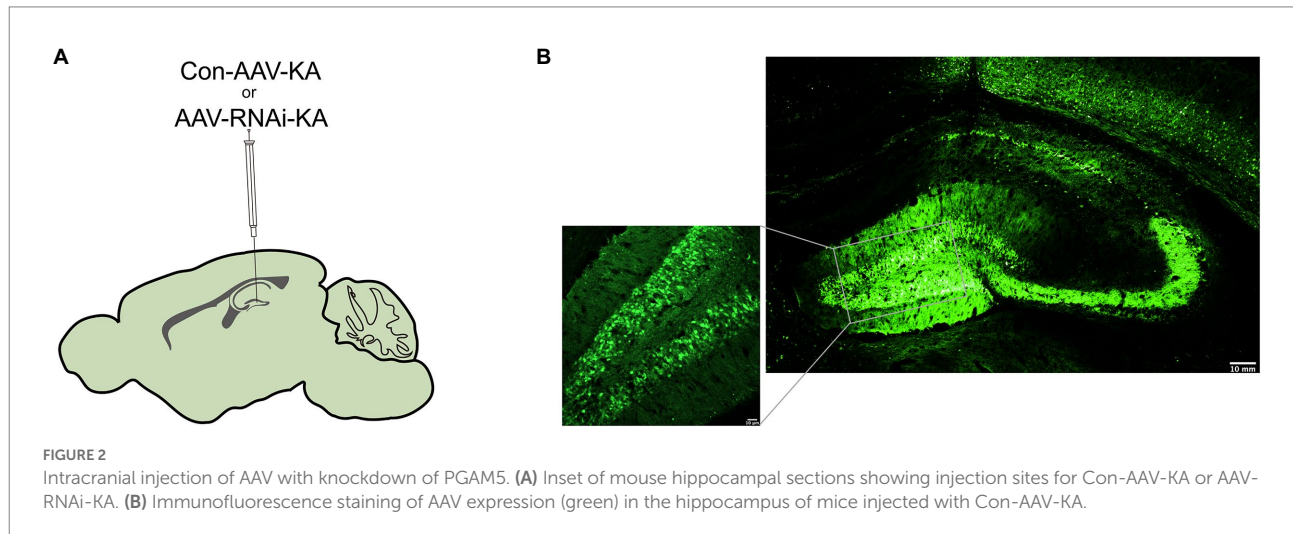 A
Con-AAV-KA
or
AAV-RNAi-KA
B
10 mm
10 μm
FIGURE 2
Intracranial injection of AAV with knockdown of PGAM5. (A) Inset of mouse hippocampal sections showing injection sites for Con-AAV-KA or AAV-
RNAi-KA. (B) Immunofluorescence staining of AAV expression (green) in the hippocampus of mice injected with Con-AAV-KA.